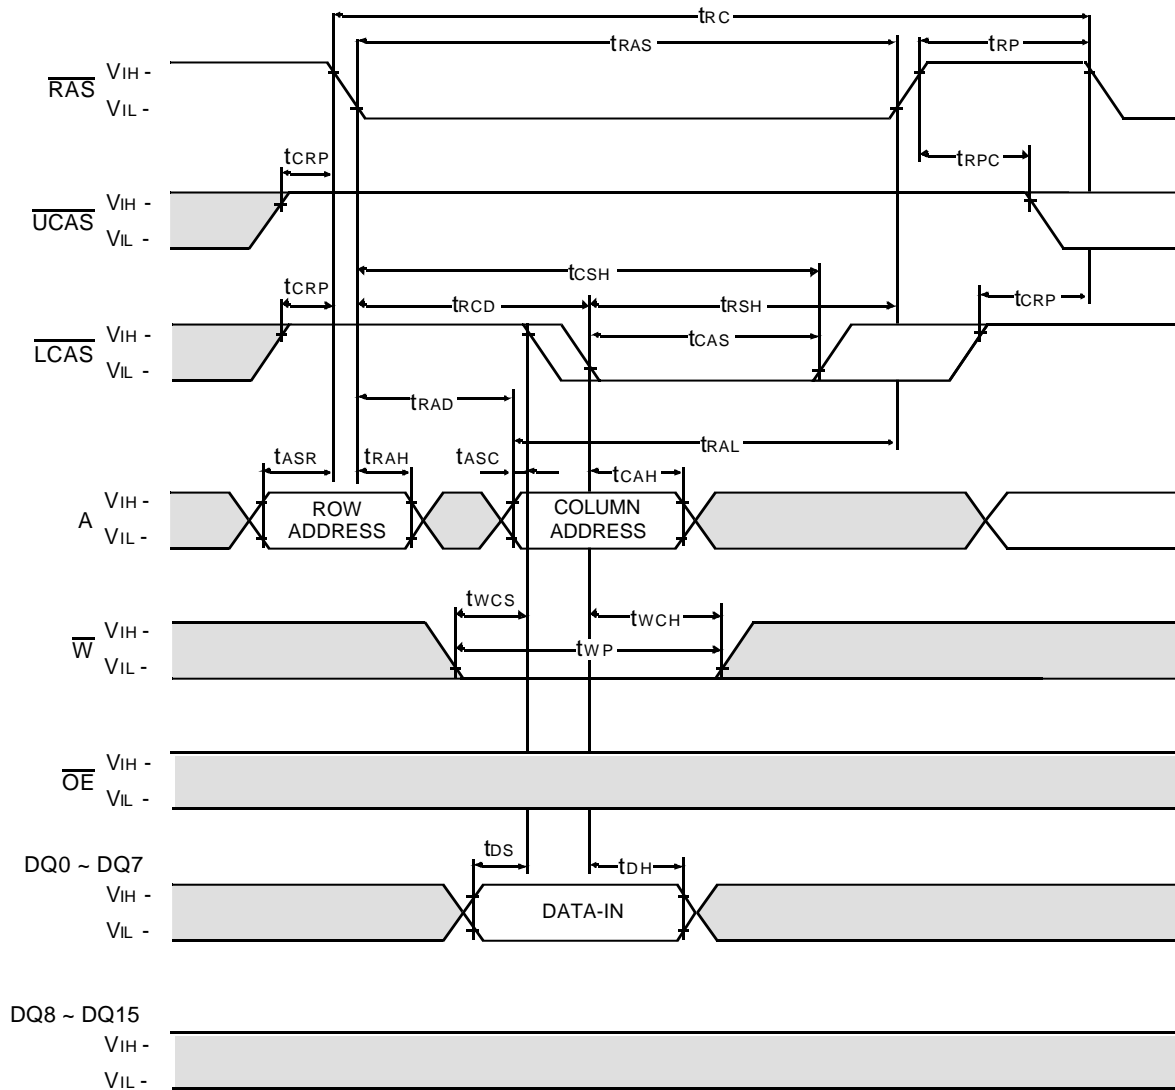 tRC
tRAS
tRP
RAS
VIH -
VIL -
tCRP
tRPC
UCAS
VIH -
VIL -
tCSH
tCRP
tRCD
tRSH
tCRP
LCAS
VIH -
VIL -
tCAS
tRAD
tRAL
tASR
tRAH
tASC
tCAH
A
VIH -
VIL -
ROW
ADDRESS
COLUMN
ADDRESS
tWCS
tWCH
W
VIH -
VIL -
tWP
OE
VIH -
VIL -
tDS
tDH
DQ0 ~ DQ7
VIH -
VIL -
DATA-IN
DQ8 ~ DQ15
VIH -
VIL -